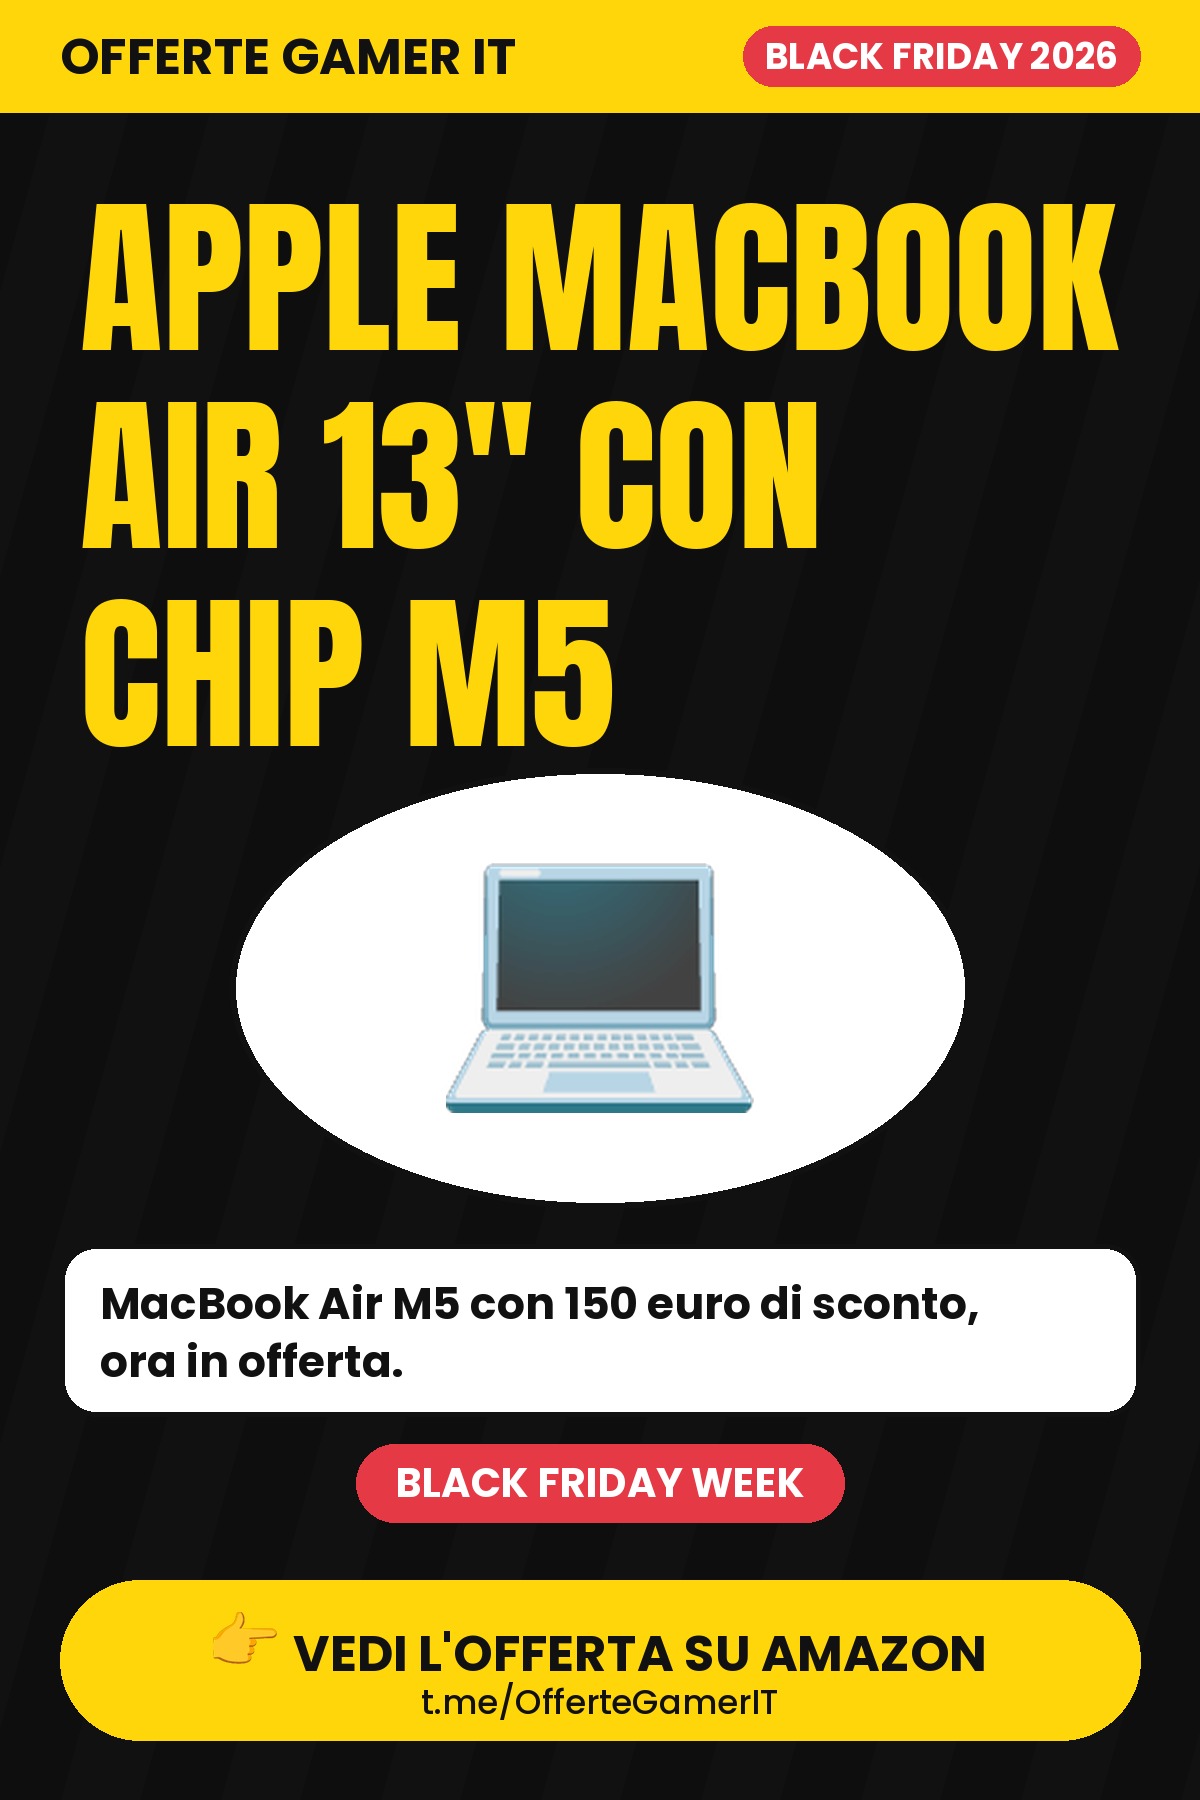 OFFERTE GAMER IT
BLACK FRIDAY 2026
APPLE MACBOOK
AIR 13" CON
CHIP M5
MacBook Air M5 con 150 euro di sconto,
ora in offerta.
BLACK FRIDAY WEEK
👉 VEDI L'OFFERTA SU AMAZON
t.me/OfferteGamerIT